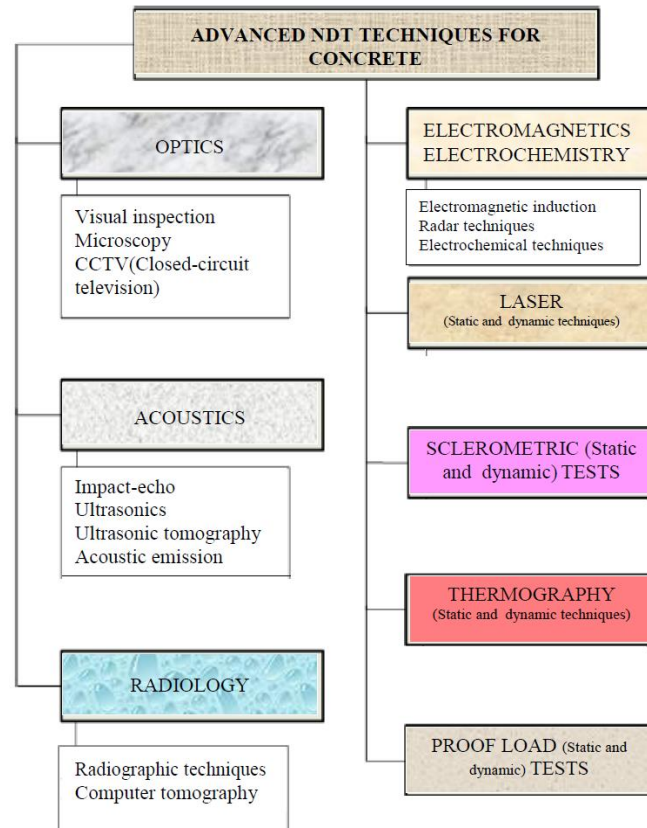 ADVANCED NDT TECHNIQUES FOR
CONCRETE
OPTICS
Visual inspection
Microscopy
CCTV(Closed-circuit
television)
ACOUSTICS
Impact-echo
Ultrasonics
Ultrasonic tomography
Acoustic emission
RADIOLOGY
Radiographic techniques
Computer tomography
ELECTROMAGNETICS
ELECTROCHEMISTRY
Electromagnetic induction
Radar techniques
Electrochemical techniques
LASER
(Static and dynamic techniques)
SCLEROMETRIC (Static
and dynamic) TESTS
THERMOGRAPHY
(Static and dynamic techniques)
PROOF LOAD (Static and
dynamic) TESTS